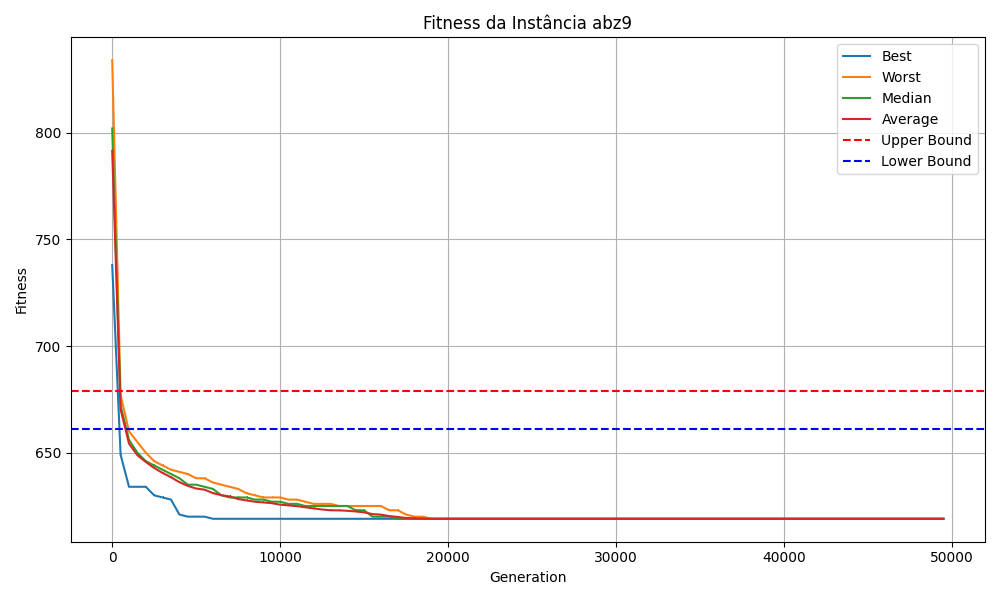 Fitness da Instância abz9
Best
Worst
Median
Average
Upper Bound
Lower Bound
Fitness
800
750
700
650
0
10000
20000
30000
40000
50000
Generation